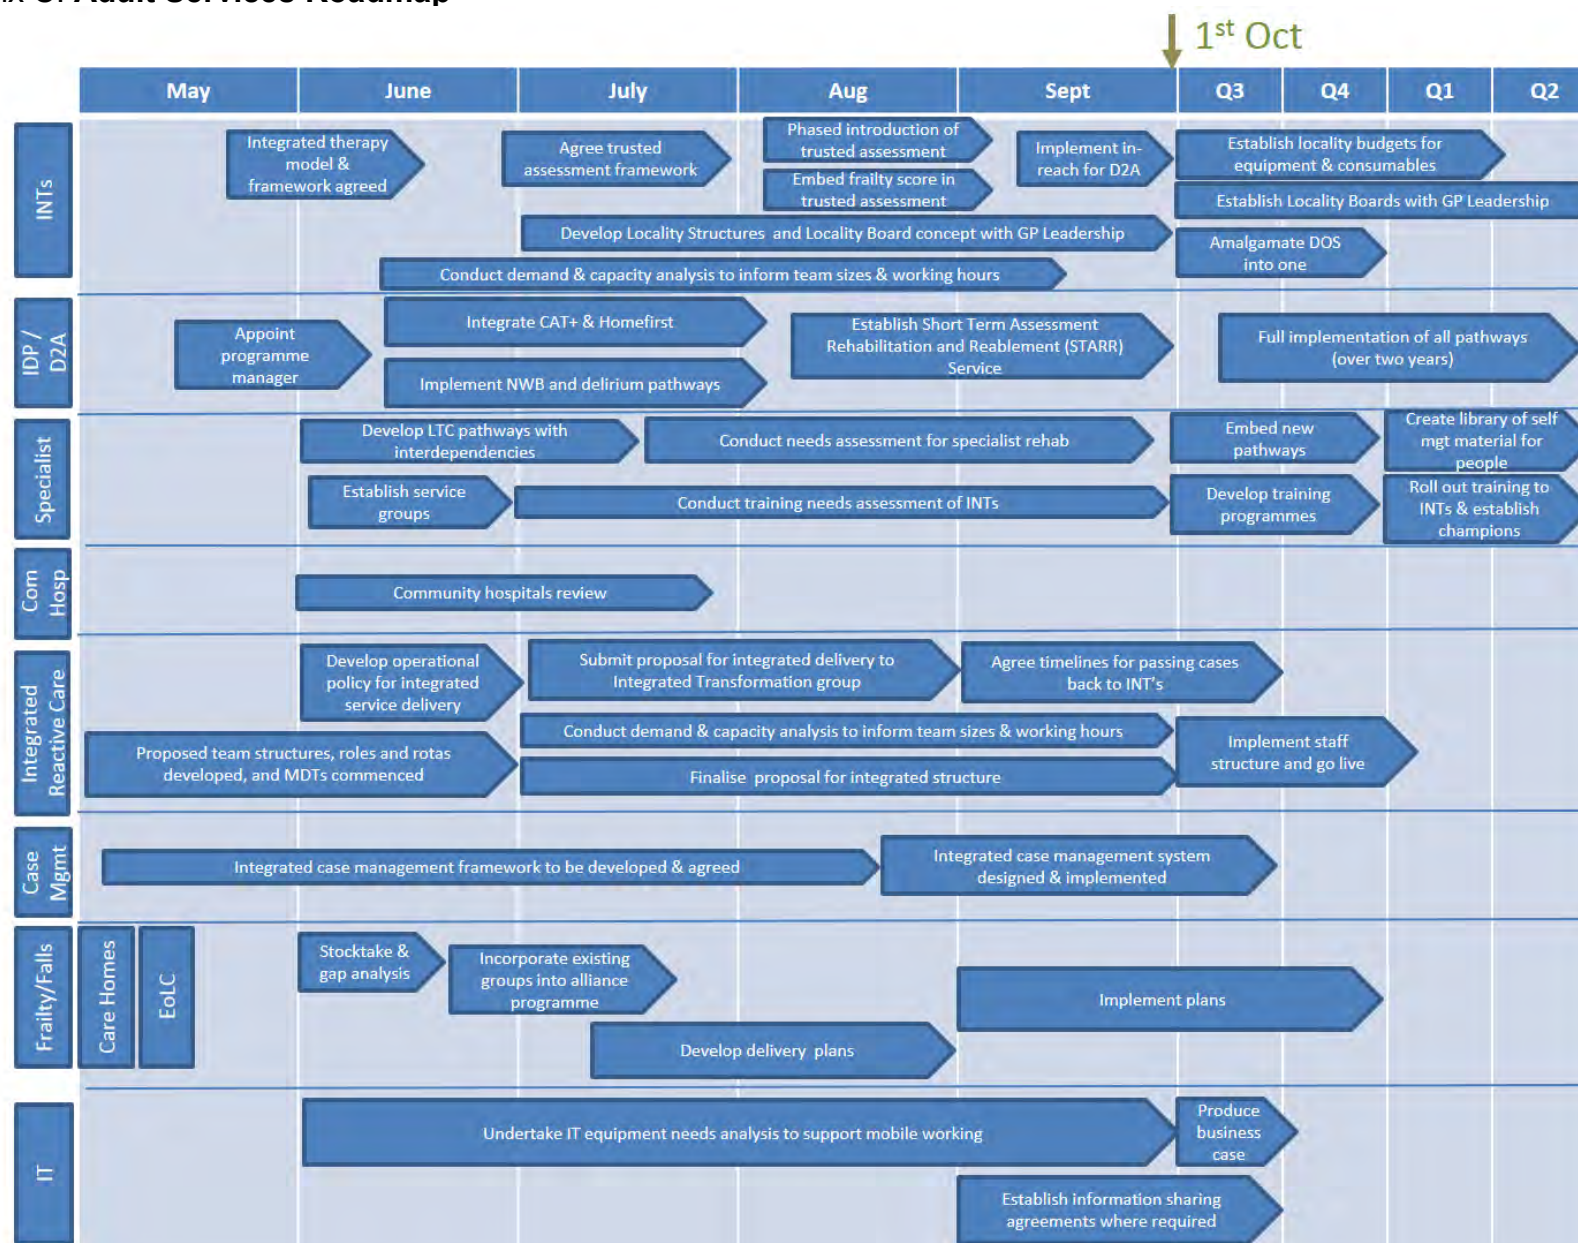 Adult Services Roadmap
1st Oct
May
June
July
Aug
Sept
Q3
Q4
Q1
Q2
INTs
Integrated therapy
model &
framework agreed
Agree trusted
assessment framework
Phased introduction of
trusted assessment
Embed frailty score in
trusted assessment
Implement in-
reach for D2A
Establish locality budgets for
equipment & consumables
Establish Locality Boards with GP Leadership
Develop Locality Structures and Locality Board concept with GP Leadership
Amalgamate DOS
into one
Conduct demand & capacity analysis to inform team sizes & working hours
IDP /
D2A
Appoint
programme
manager
Integrate CAT+ & Homefirst
Implement NWB and delirium pathways
Establish Short Term Assessment
Rehabilitation and Reablement (STARR)
Service
Full implementation of all pathways
(over two years)
Specialist
Develop LTC pathways with
interdependencies
Conduct needs assessment for specialist rehab
Embed new
pathways
Create library of self
mgt material for
people
Establish service
groups
Conduct training needs assessment of INTs
Develop training
programmes
Roll out training to
INTs & establish
champions
Com
Hosp
Community hospitals review
Integrated
Reactive Care
Develop operational
policy for integrated
service delivery
Submit proposal for integrated delivery to
Integrated Transformation group
Agree timelines for passing cases
back to INT's
Proposed team structures, roles and rotas
developed, and MDTs commenced
Conduct demand & capacity analysis to inform team sizes & working hours
Finalise proposal for integrated structure
Implement staff
structure and go live
Case
Mgmt
Integrated case management framework to be developed & agreed
Integrated case management system
designed & implemented
Frailty/Falls
Care Homes
EoLC
Stocktake &
gap analysis
Incorporate existing
groups into alliance
programme
Develop delivery plans
Implement plans
IT
Undertake IT equipment needs analysis to support mobile working
Produce
business
case
Establish information sharing
agreements where required